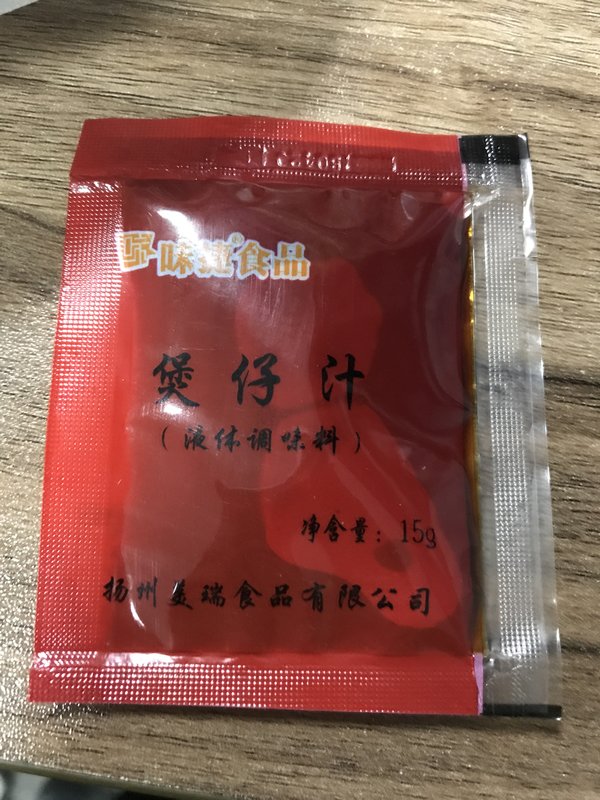 味達®食品
煲仔汁
（液体调味料）
净含量：15g
扬州美瑞食品有限公司